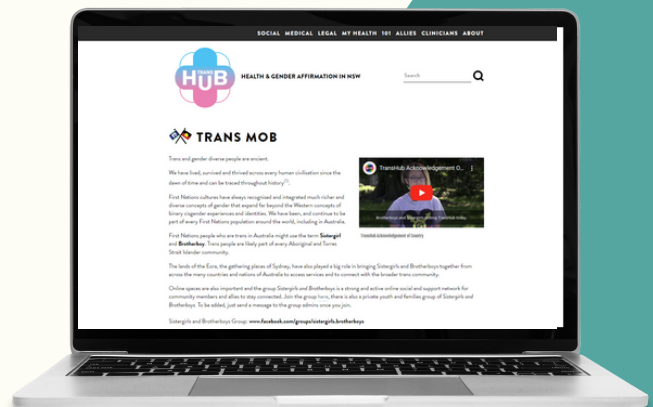 SOCIAL MEDICAL LEGAL MY HEALTH 101 ALLIES CLINICIANS ABOUT
TRANS
HUB
HEALTH & GENDER AFFIRMATION IN NSW
Search
TRANS MOB
Trans and gender diverse people are ancient.
We have lived, survived and thrived across every human civilisation since the
dawn of time and can be traced throughout history
First Nations cultures have always recognised and integrated much richer and
diverse concepts of gender that expand far beyond the Western concepts of
binary cisgender experiences and identities. We have been, and continue to be
part of every First Nations population around the world, including in Australia.
First Nations people who are trans in Australia might use the term Sistergirl
and Brotherboy. Trans people are likely part of every Aboriginal and Torres
Strait Islander community.
TransHub Acknowledgement O...
Brotherboys and Sistergirls visiting TransHub today.
TransHub Acknowledgement of Country
The lands of the Eora, the gathering places of Sydney, have also played a big role in bringing Sistergirls and Brotherboys together from
across the many countries and nations of Australia to access services and to connect with the broader trans community.
Online spaces are also important and the group Sistergirls and Brotherboys is a strong and active online social and support network for
community members and allies to stay connected. Join the group here, there is also a private youth and families group of Sistergirls and
Brotherboys. To be added, just send a message to the group admins once you join.
Sistergirls and Brotherboys Group: www.facebook.com/groups/sistergirls.brotherboys